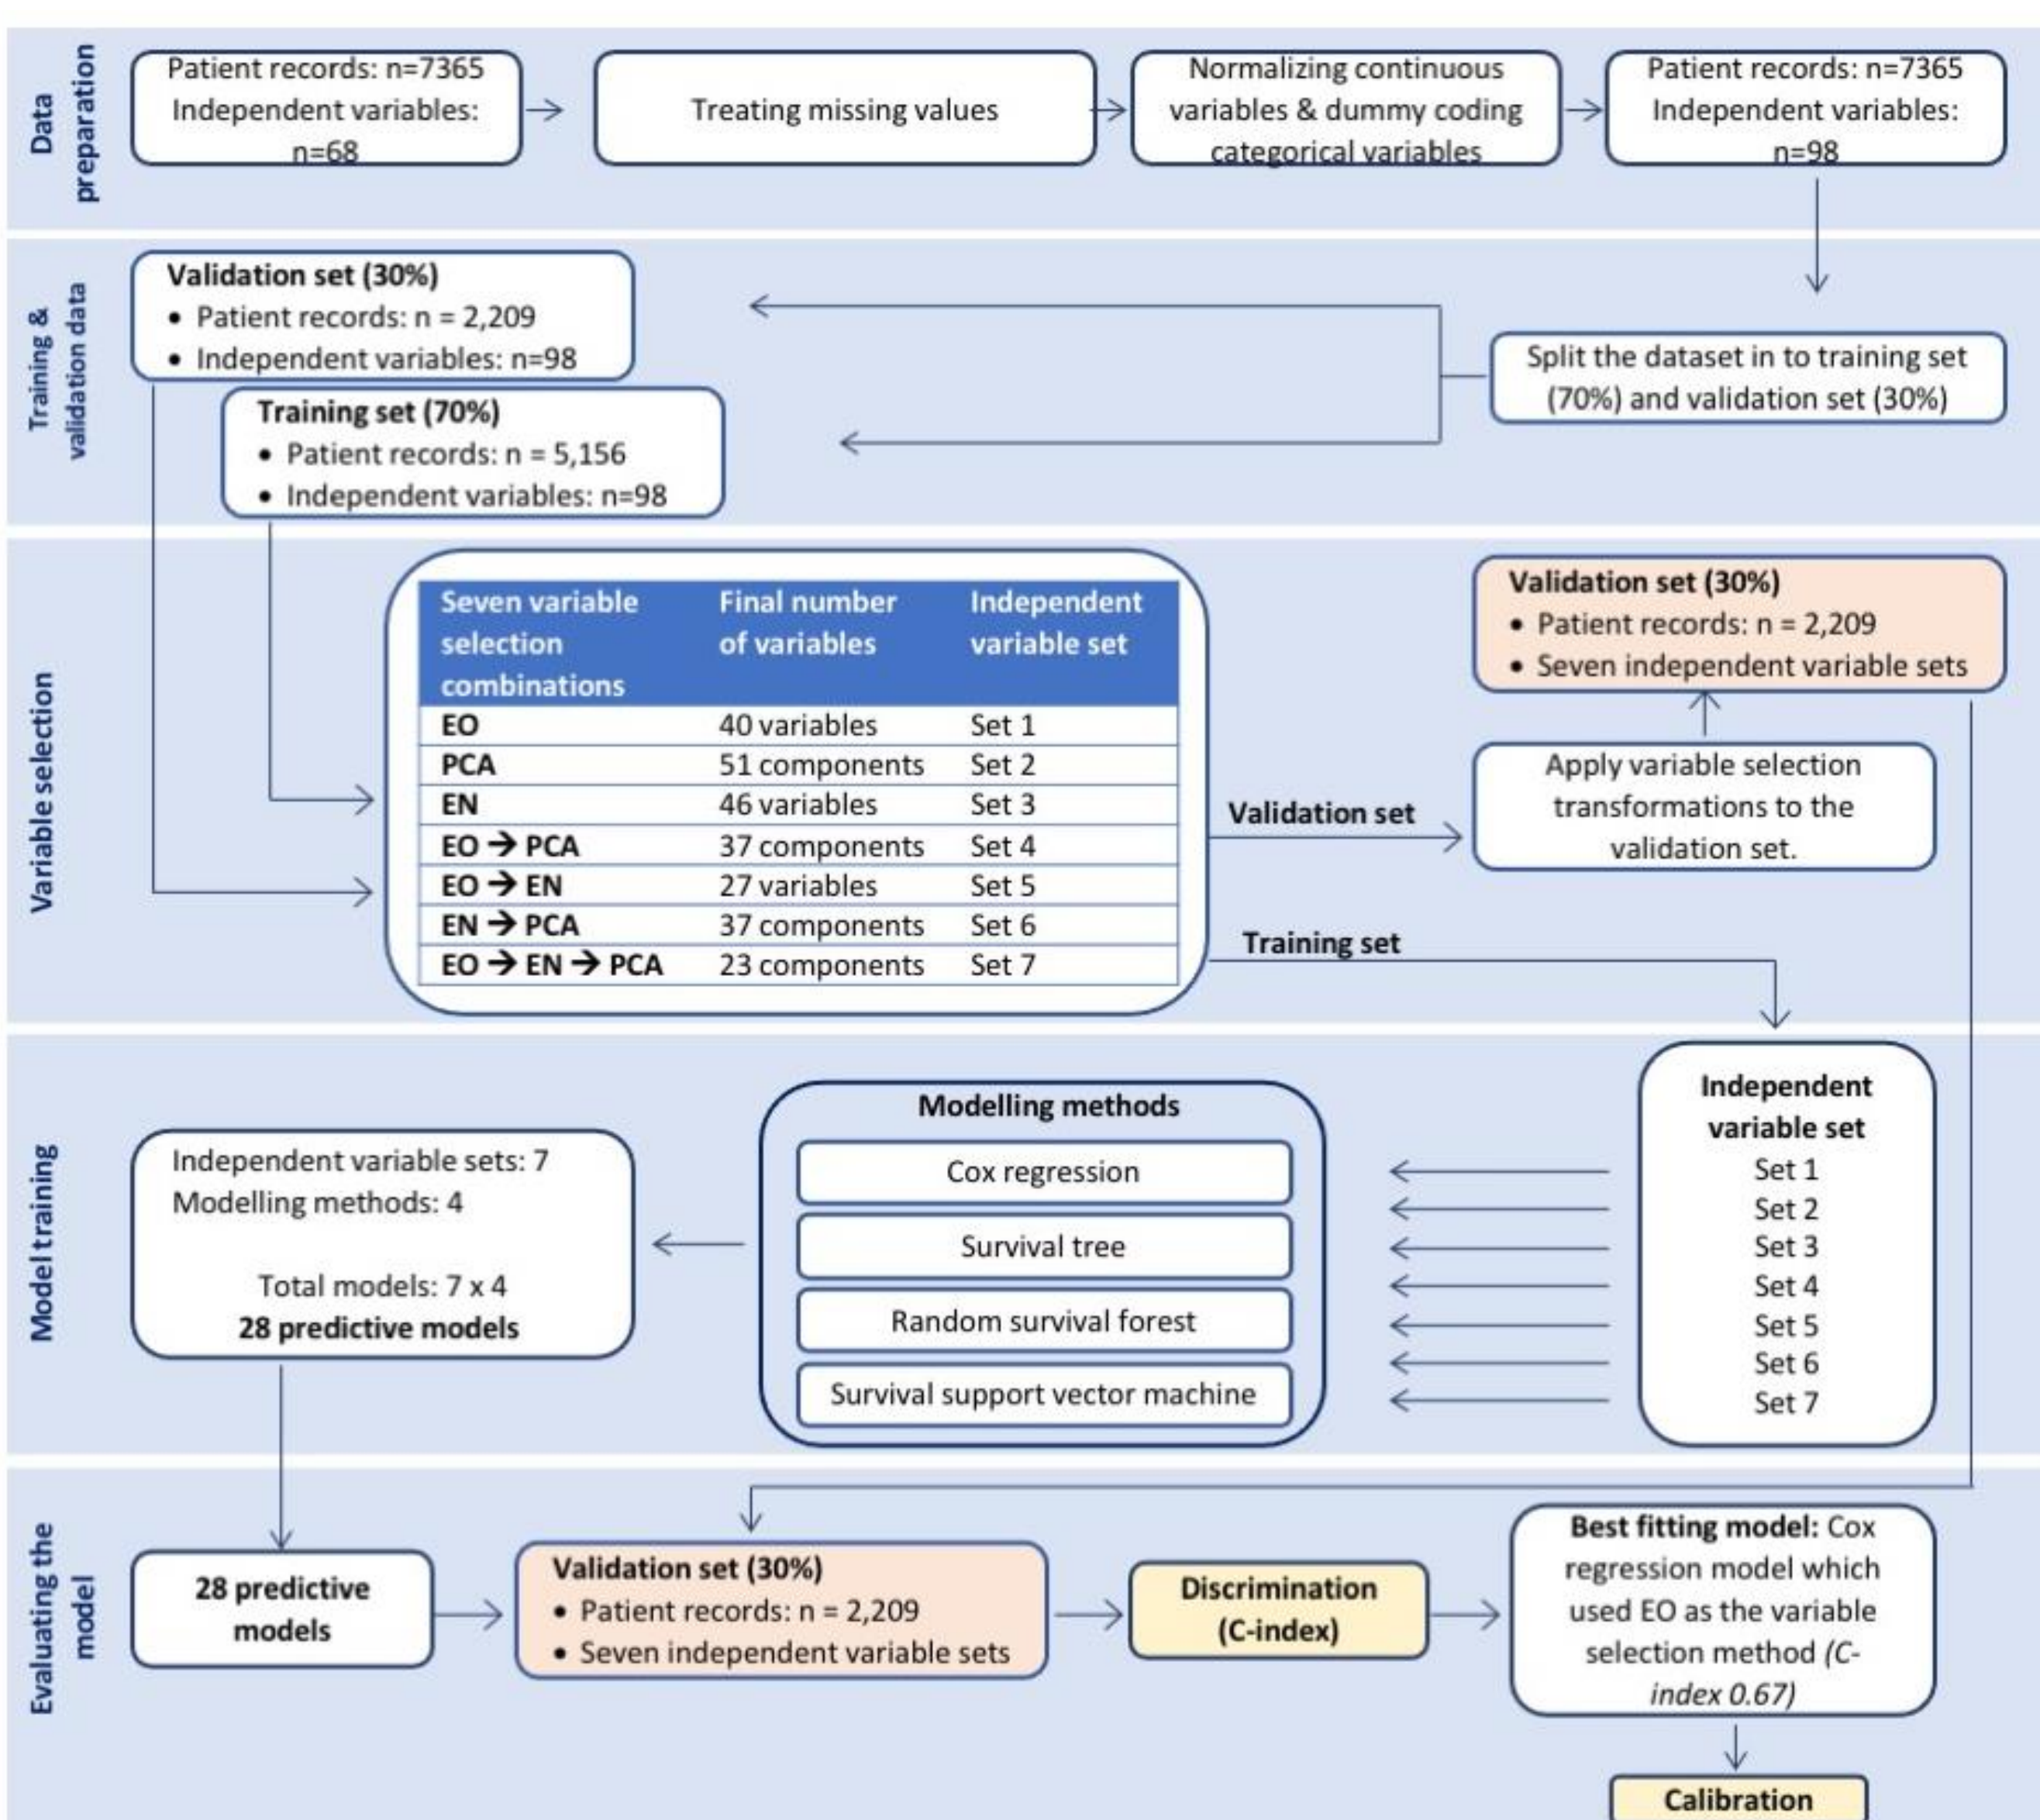 Data
preparation
Patient records: n=7365
Independent variables:
n=68
Treating missing values
Normalizing continuous
variables & dummy coding
categorical variables
Patient records: n=7365
Independent variables:
n=98
Training &
validation data
Validation set (30%)
• Patient records: n = 2,209
• Independent variables: n=98
Training set (70%)
• Patient records: n = 5,156
• Independent variables: n=98
Split the dataset in to training set
(70%) and validation set (30%)
Variable selection
Seven variable
selection
combinations
Final number
of variables
Independent
variable set
EO 40 variables Set 1
PCA 51 components Set 2
EN 46 variables Set 3
EO → PCA 37 components Set 4
EO → EN 27 variables Set 5
EN → PCA 37 components Set 6
EO → EN → PCA 23 components Set 7
Validation set
Training set
Validation set (30%)
• Patient records: n = 2,209
• Seven independent variable sets
Apply variable selection
transformations to the
validation set.
Model training
Independent
variable set
Set 1
Set 2
Set 3
Set 4
Set 5
Set 6
Set 7
Modelling methods
Cox regression
Survival tree
Random survival forest
Survival support vector machine
Independent variable sets: 7
Modelling methods: 4
Total models: 7 x 4
28 predictive models
Evaluating the
model
28 predictive
models
Validation set (30%)
• Patient records: n = 2,209
• Seven independent variable sets
Discrimination
(C-index)
Best fitting model: Cox
regression model which
used EO as the variable
selection method (C-
index 0.67)
Calibration